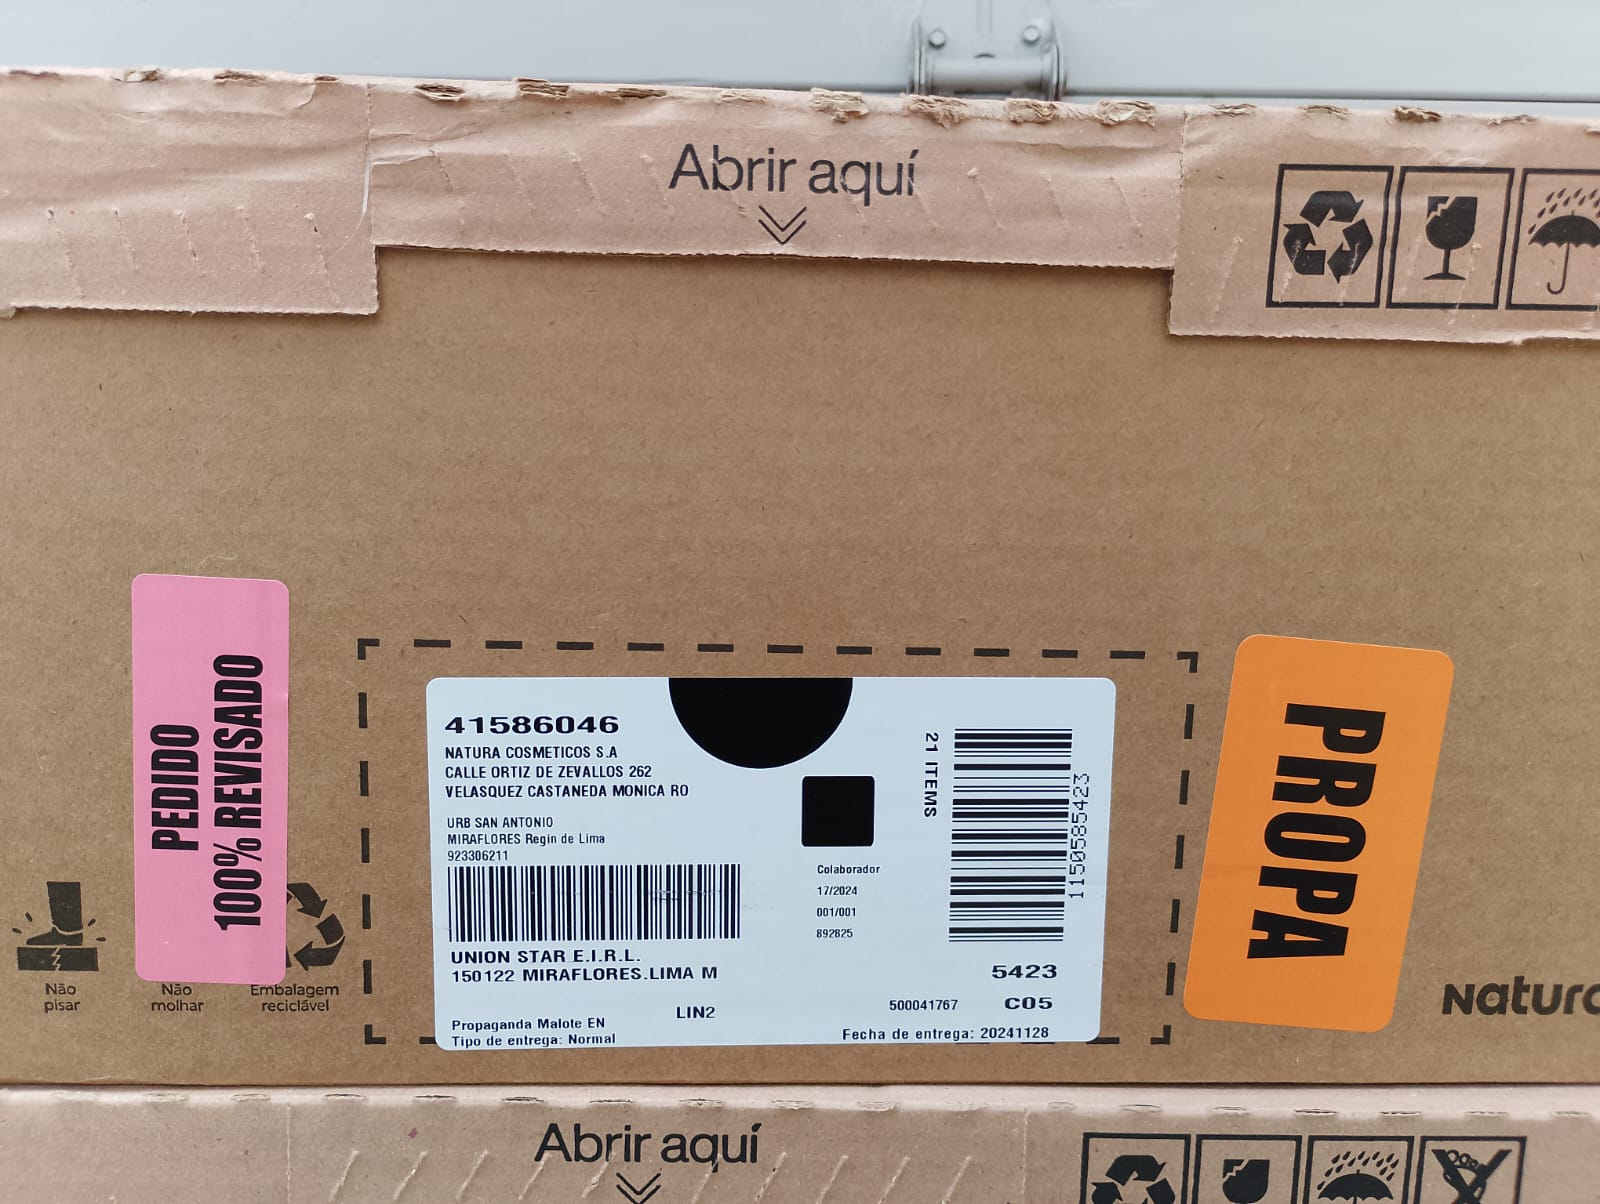 Abrir aquí
PEDIDO
100% REVISADO
41586046
NATURA COSMETICOS S.A
CALLE ORTIZ DE ZEVALLOS 262
VELASQUEZ CASTANEDA MONICA RO
URB SAN ANTONIO
MIRAFLORES Regin de Lima
923306211
UNION STAR E.I.R.L.
150122 MIRAFLORES.LIMA M
LIN2
Propaganda Malote EN
Tipo de entrega: Normal
Colaborador
17/2024
001/001
892825
21 ITEMS
1150585423
5423
500041767 C05
Fecha de entrega: 20241128
PROPA
Não
pisar
Não
molhar
Embalagem
reciclável
Abrir aquí